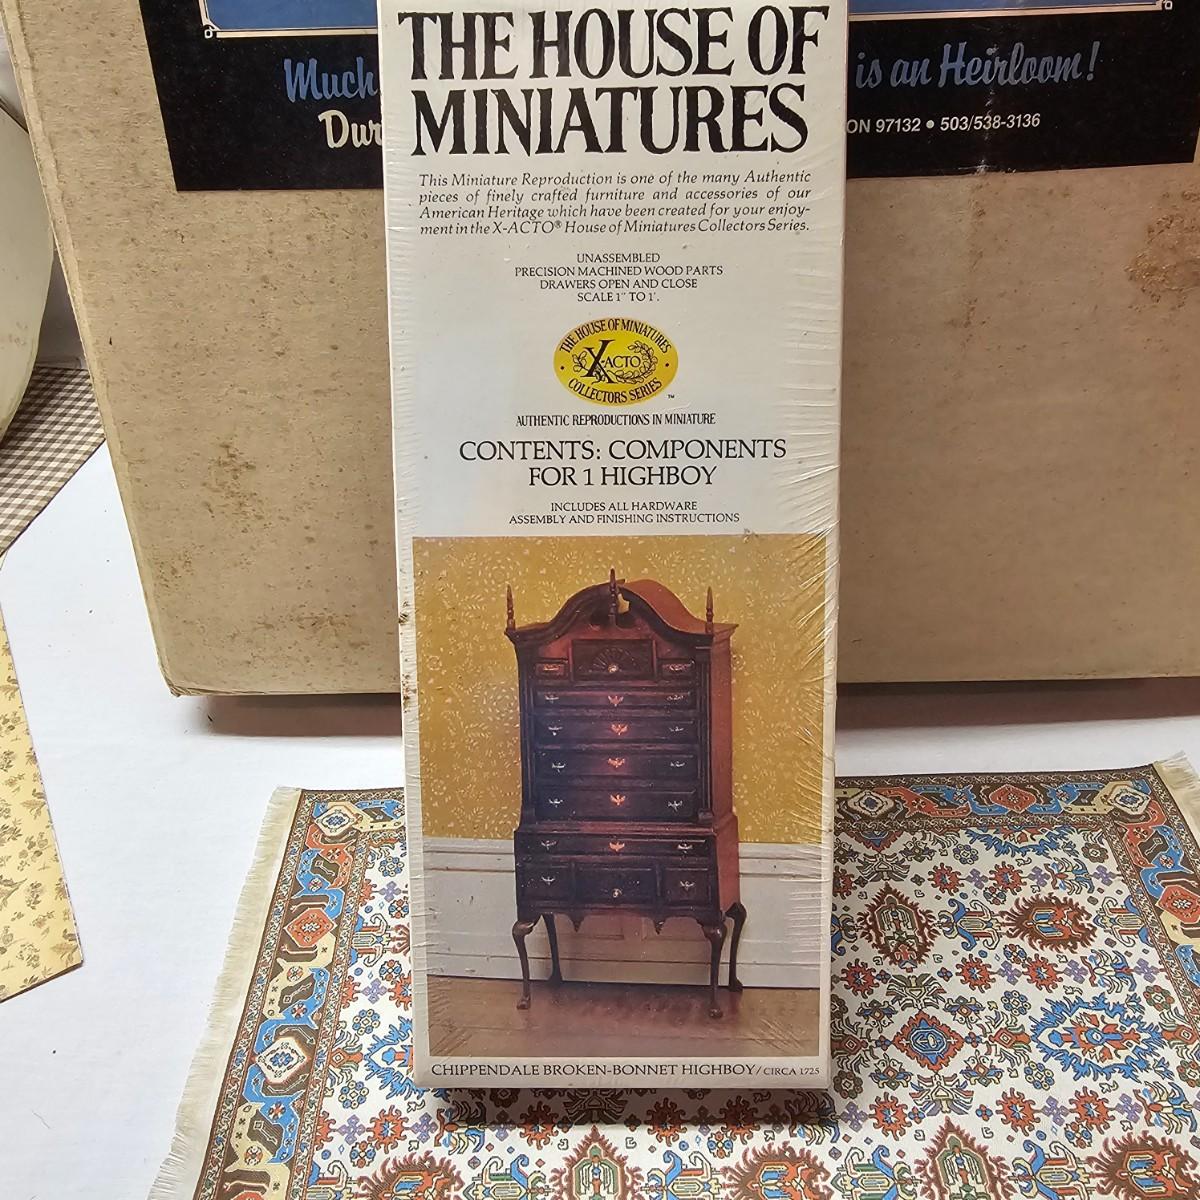 Much
is an Heirloom!
Dur
ON 97132 • 503/538-3136
THE HOUSE OF
MINIATURES
This Miniature Reproduction is one of the many Authentic
pieces of finely crafted furniture and accessories of our
American Heritage which have been created for your enjoy-
ment in the X-ACTO® House of Miniatures Collectors Series.
UNASSEMBLED
PRECISION MACHINED WOOD PARTS
DRAWERS OPEN AND CLOSE
SCALE 1" TO 1'.
THE HOUSE OF MINIATURES
X-ACTO
COLLECTORS SERIES
™
AUTHENTIC REPRODUCTIONS IN MINIATURE
CONTENTS: COMPONENTS
FOR 1 HIGHBOY
INCLUDES ALL HARDWARE
ASSEMBLY AND FINISHING INSTRUCTIONS
CHIPPENDALE BROKEN-BONNET HIGHBOY/CIRCA 1725